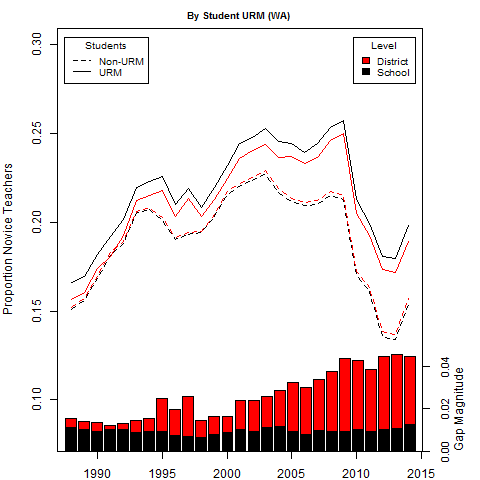 By Student URM (WA)
Students
Non-URM
URM
Level
District
School
Proportion Novice Teachers
0.30
0.25
0.20
0.15
0.10
0.04
0.02
0.00
Gap Magnitude
1990 1995 2000 2005 2010 2015